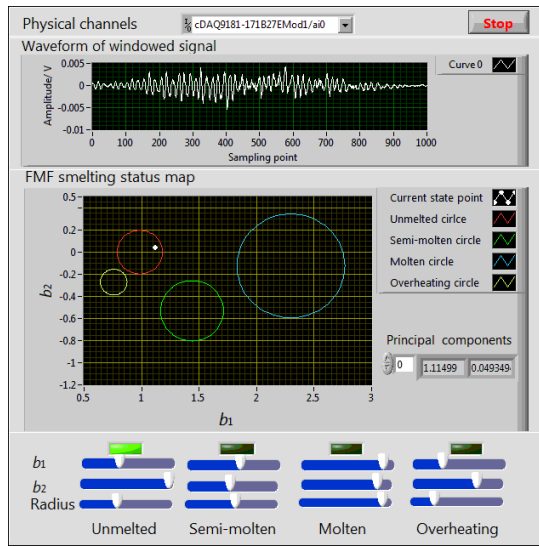 Physical channels
I/O cDAQ9181-171B27EMod1/ai0
Stop
Waveform of windowed signal
Curve 0
Amplitude/ V
0.005
0
-0.005
-0.01
0 100 200 300 400 500 600 700 800 900 1000
Sampling point
FMF smelting status map
b2
0.5
0.2
0
-0.2
-0.4
-0.6
-0.8
-1
-1.2
0.5 1 1.5 2 2.5 3
b1
Current state point
Unmelted cirlce
Semi-molten circle
Molten circle
Overheating circle
Principal components
0 1.11499 0.049349
b1
b2
Radius
Unmelted Semi-molten Molten Overheating